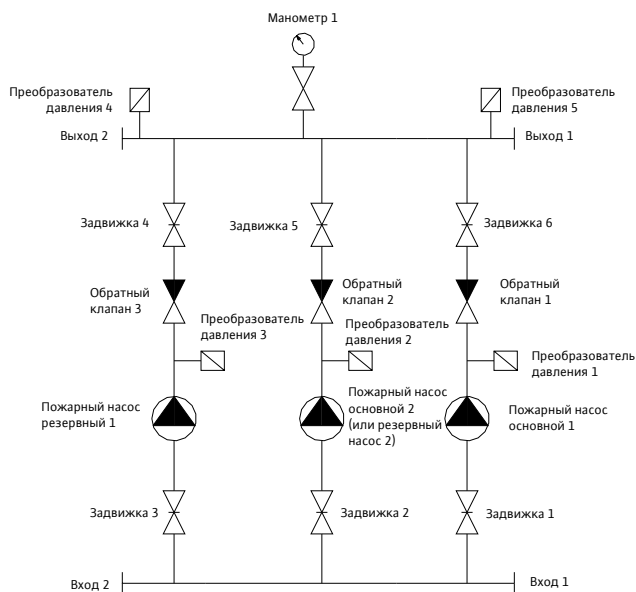 Манометр 1
Преобразователь
давления 4
Преобразователь
давления 5
Выход 2
Выход 1
Задвижка 4
Задвижка 5
Задвижка 6
Обратный
клапан 3
Обратный
клапан 2
Обратный
клапан 1
Преобразователь
давления 3
Преобразователь
давления 2
Преобразователь
давления 1
Пожарный насос
резервный 1
Пожарный насос
основной 2
(или резервный
насос 2)
Пожарный насос
основной 1
Задвижка 3
Задвижка 2
Задвижка 1
Вход 2
Вход 1